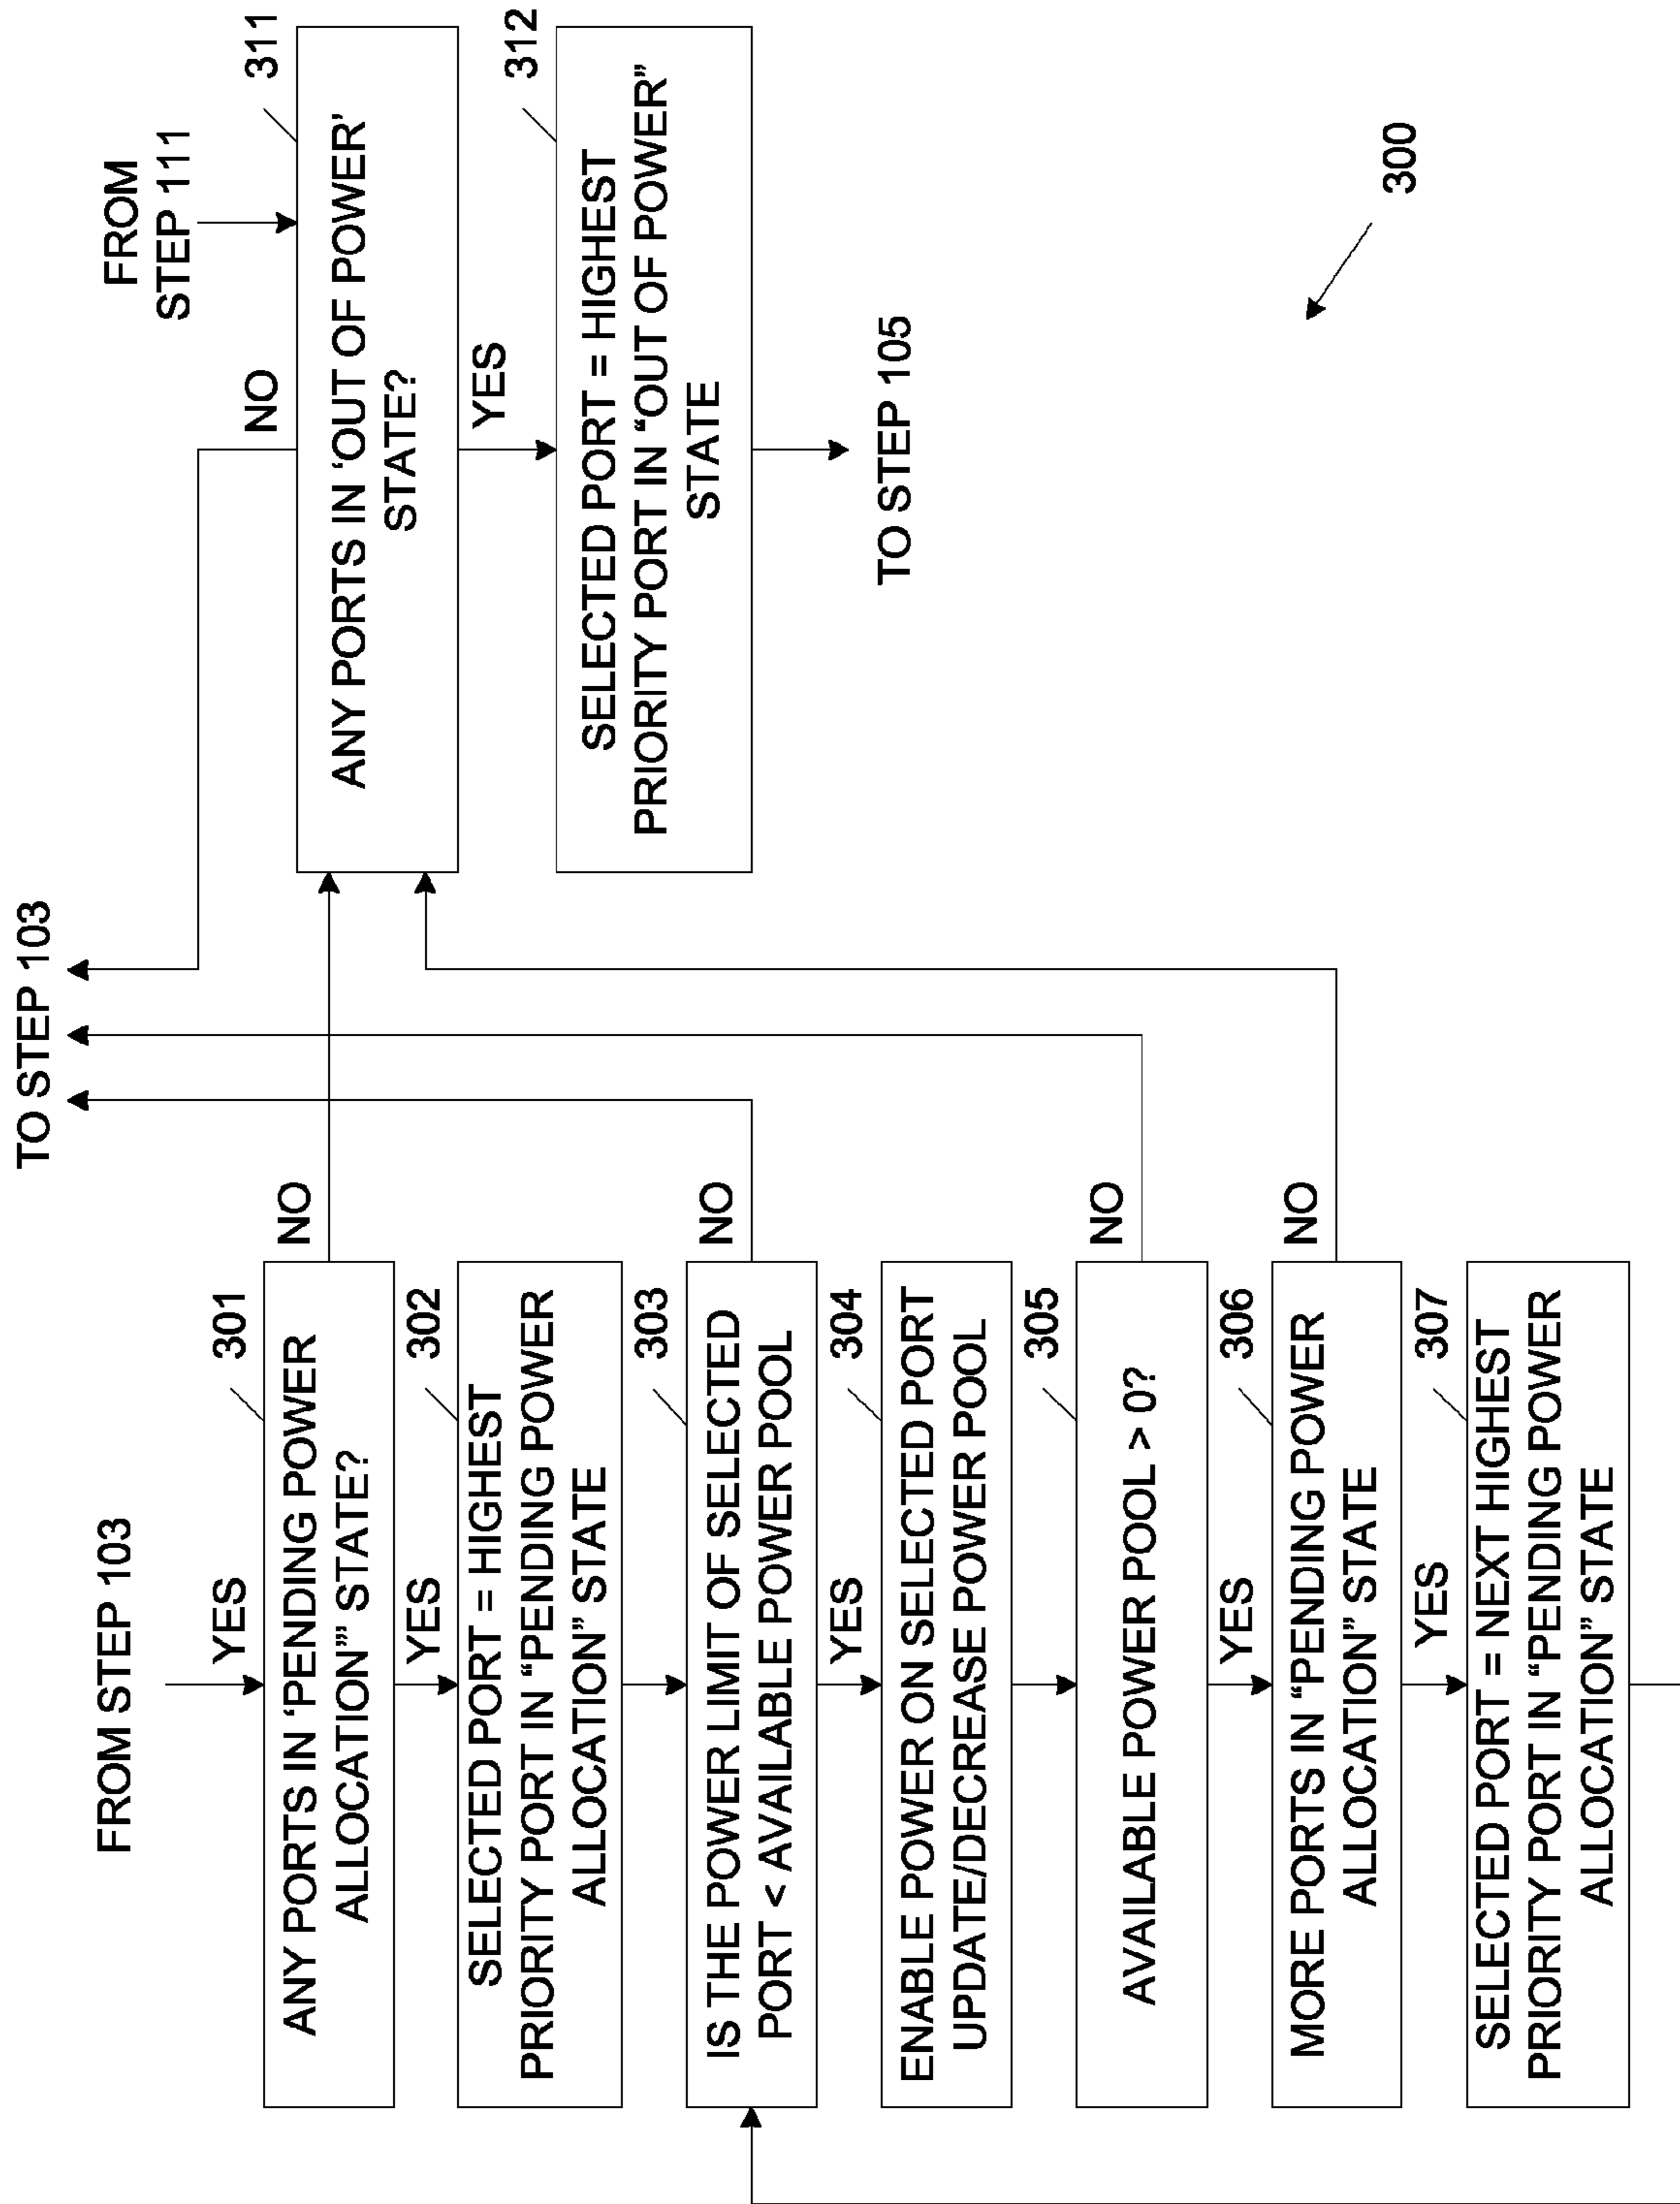 TO STEP 103
FROM STEP 103
YES
301
ANY PORTS IN 'PENDING POWER
ALLOCATION"' STATE?
NO
YES
302
SELECTED PORT = HIGHEST
PRIORITY PORT IN "PENDING POWER
ALLOCATION" STATE
303
IS THE POWER LIMIT OF SELECTED
PORT < AVAILABLE POWER POOL
NO
YES
304
ENABLE POWER ON SELECTED PORT
UPDATE/DECREASE POWER POOL
305
AVAILABLE POWER POOL > 0?
NO
YES
306
MORE PORTS IN "PENDING POWER
ALLOCATION" STATE
NO
YES
307
SELECTED PORT = NEXT HIGHEST
PRIORITY PORT IN "PENDING POWER
ALLOCATION" STATE
FROM
STEP 111
311
ANY PORTS IN 'OUT OF POWER'
STATE?
NO
YES
312
SELECTED PORT = HIGHEST
PRIORITY PORT IN "OUT OF POWER"
STATE
TO STEP 105
300